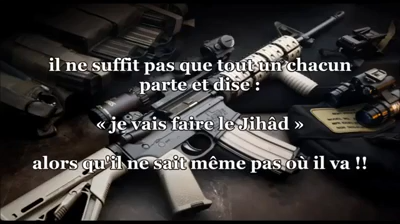 il ne suffit pas que tout un chacun
parte et dise :
« je vais faire le Jihâd »
alors qu'il ne sait même pas où il va !!